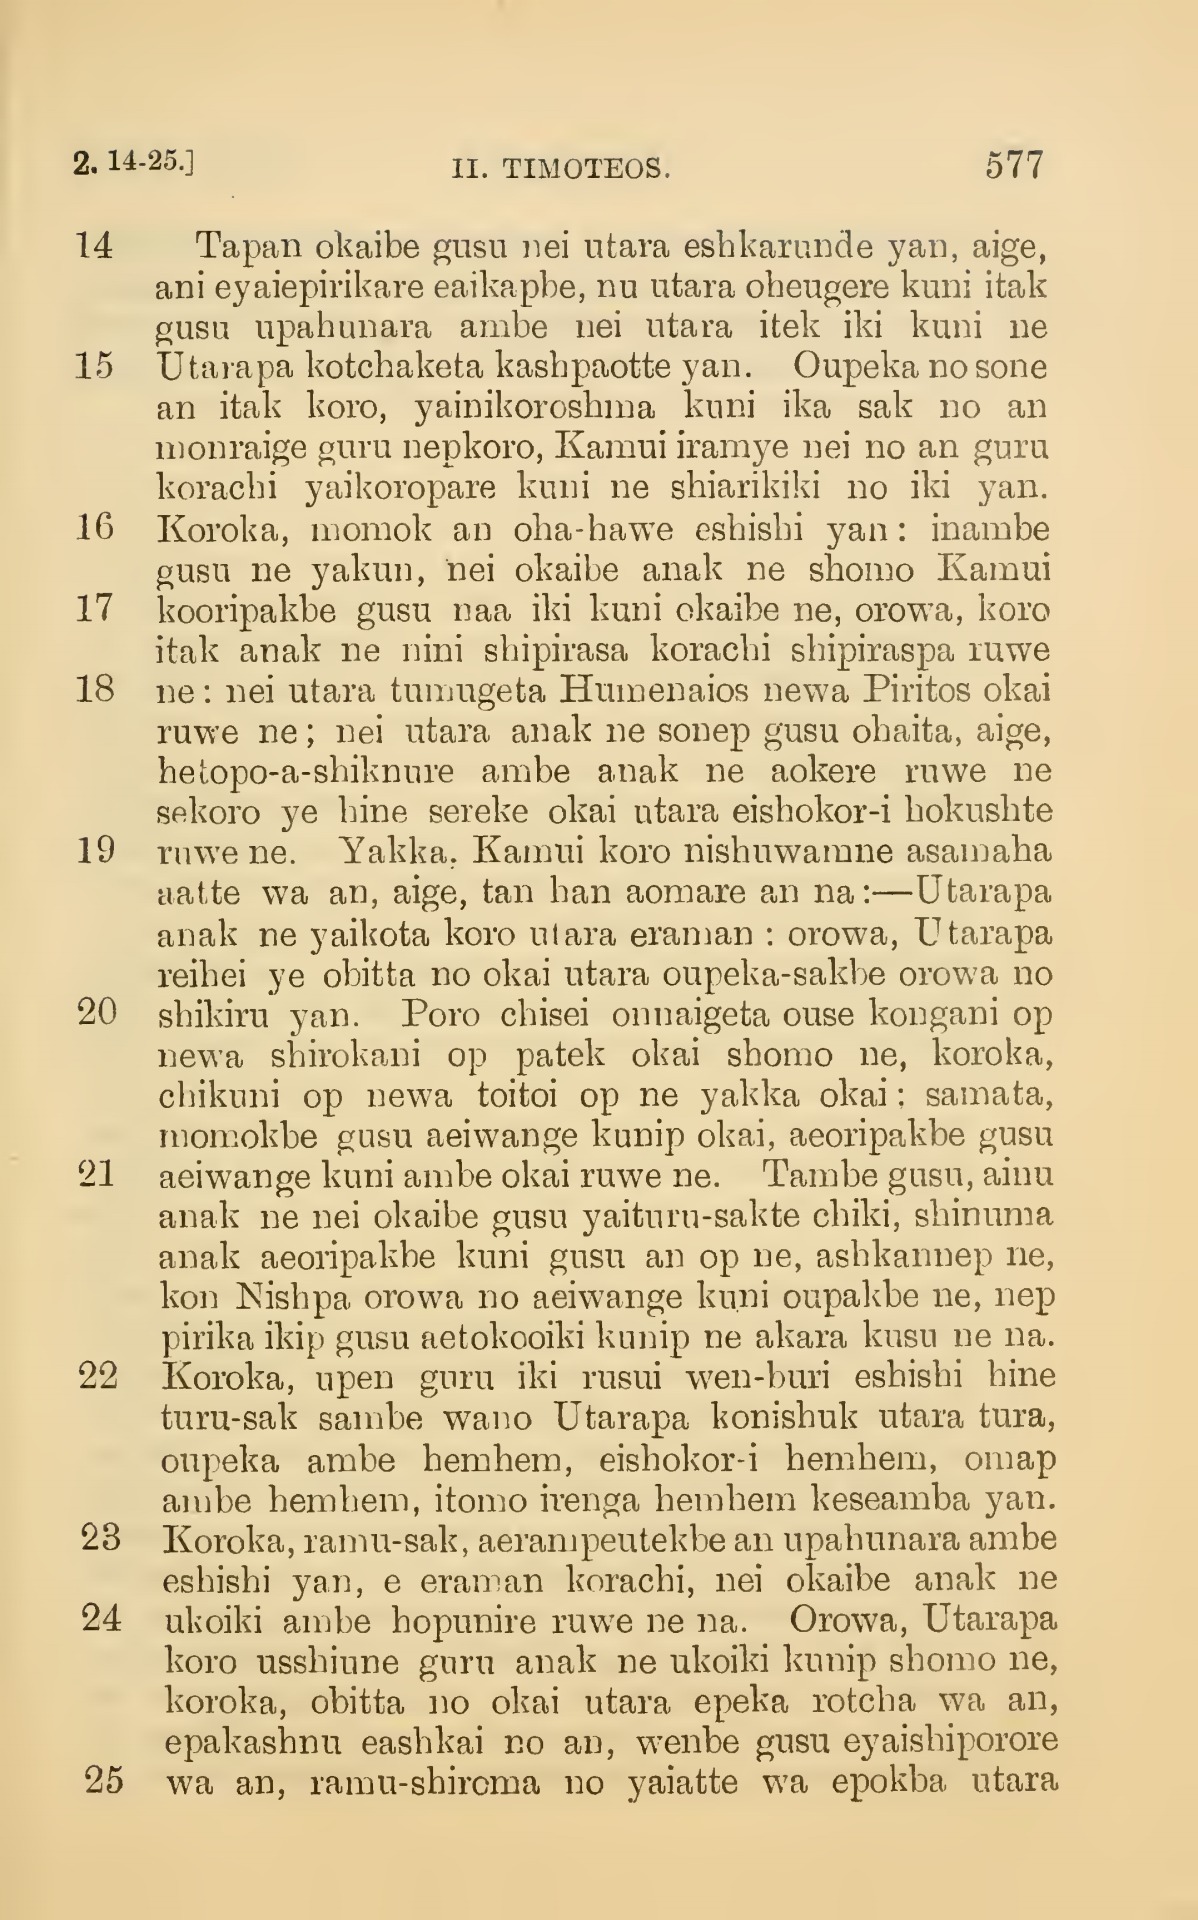 2. 14-25.] II. TIMOTEOS. 577
14 Tapan okaibe gusu nei utara eshkarunde yan, aige,
ani eyaiepirikare eaikapbe, nu utara oheugere kuni itak
gusu upahunara ambe nei utara itek iki kuni ne
15 Utarapa kotchaketa kashpaotte yan. Oupeka no sone
an itak koro, yainikoroshma kuni ika sak no an
monraige guru nepkoro, Kamui iramye nei no an guru
korachi yaikoropare kuni ne shiarikiki no iki yan.
16 Koroka, momok an oha-hawe eshishi yan: inambe
gusu ne yakun, nei okaibe anak ne shomo Kamui
17 kooripakbe gusu naa iki kuni okaibe ne, orowa, koro
itak anak ne nini shipirasa korachi shipiraspa ruwe
18 ne: nei utara tumugeta Humenaios newa Piritos okai
ruwe ne; nei utara anak ne sonep gusu ohaita, aige,
hetopo-a-shiknure ambe anak ne aokere ruwe ne
sekoro ye hine sereke okai utara eishokor-i hokushte
19 ruwe ne. Yakka, Kamui koro nishuwamne asamaha
aatte wa an, aige, tan han aomare an na:—Utarapa
anak ne yaikota koro utara eraman: orowa, Utarapa
reihei ye obitta no okai utara oupeka-sakbe orowa no
20 shikiru yan. Poro chisei onnaigeta ouse kongani op
newa shirokani op patek okai shomo ne, koroka,
chikuni op newa toitoi op ne yakka okai; samata,
momokbe gusu aeiwange kunip okai, aeoripakbe gusu
21 aeiwange kuni ambe okai ruwe ne. Tambe gusu, ainu
anak ne nei okaibe gusu yaituru-sakte chiki, shinuma
anak aeoripakbe kuni gusu an op ne, ashkannep ne,
kon Nishpa orowa no aeiwange kuni oupakbe ne, nep
pirika ikip gusu aetokooiki kunip ne akara kusu ne na.
22 Koroka, upen guru iki rusui wen-buri eshishi hine
turu-sak sambe wano Utarapa konishuk utara tura,
oupeka ambe hemhem, eishokor-i hemhem, omap
ambe hemhem, itomo irenga hemhem keseamba yan.
23 Koroka, ramu-sak, aerampeutekbe an upahunara ambe
eshishi yan, e eraman korachi, nei okaibe anak ne
24 ukoiki ambe hopunire ruwe ne na. Orowa, Utarapa
koro usshiune guru anak ne ukoiki kunip shomo ne,
koroka, obitta no okai utara epeka rotcha wa an,
epakashnu eashkai no an, wenbe gusu eyaishiporore
25 wa an, ramu-shiroma no yaiatte wa epokba utara